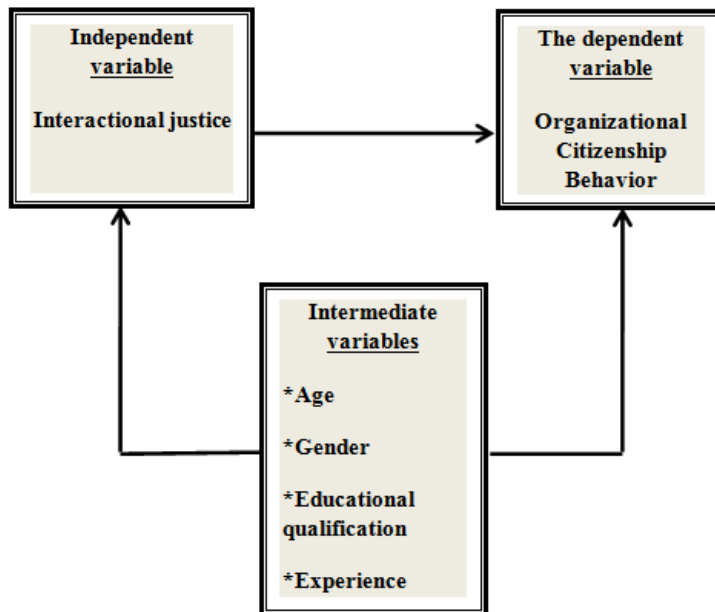 Independent
variable
Interactional justice
The dependent
variable
Organizational
Citizenship
Behavior
Intermediate
variables
*Age
*Gender
*Educational
qualification
*Experience